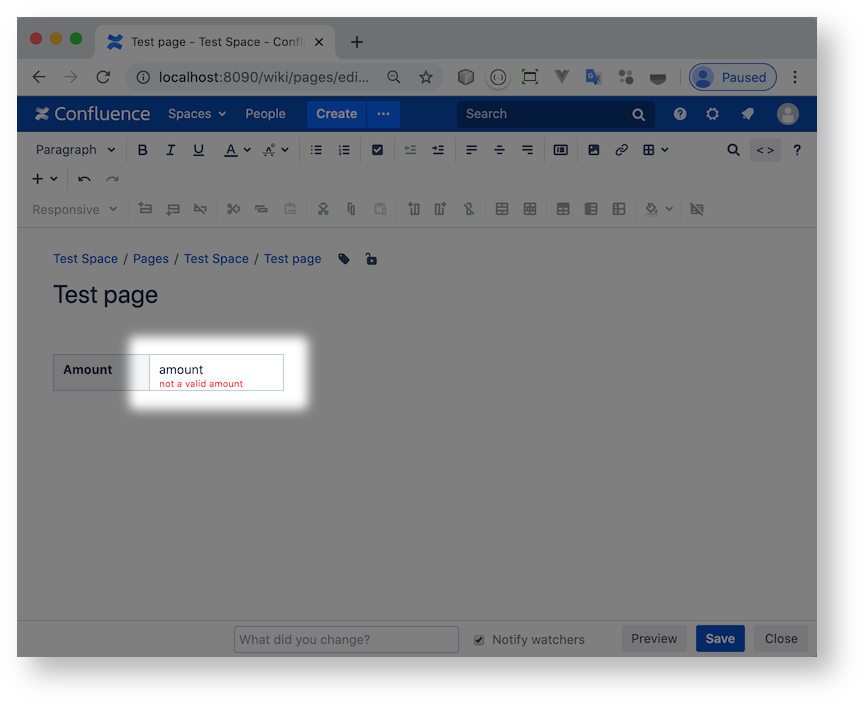 Test page - Test Space - Confl
localhost:8090/wiki/pages/edi... Paused
Confluence Spaces People Create Search
Paragraph B I U A < > ?
Responsive
Test Space / Pages / Test Space / Test page
Test page
Amount amount
not a valid amount
What did you change? Notify watchers Preview Save Close